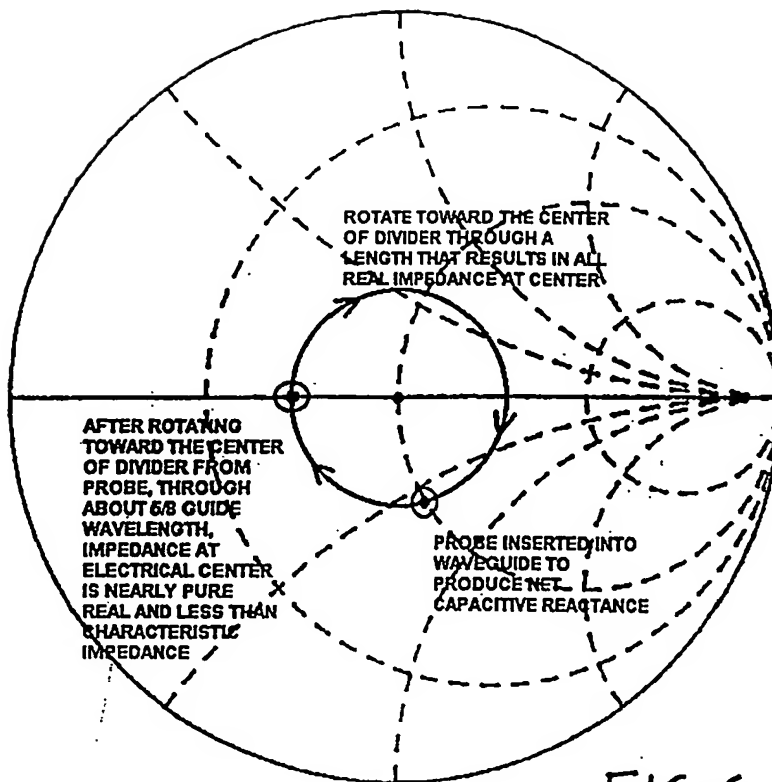 ROTATE TOWARD THE CENTER
OF DIVIDER THROUGH A
LENGTH THAT RESULTS IN ALL
REAL IMPEDANCE AT CENTER
AFTER ROTATING
TOWARD THE CENTER
OF DIVIDER FROM
PROBE, THROUGH
ABOUT 5/8 GUIDE
WAVELENGTH,
IMPEDANCE AT
ELECTRICAL CENTER
IS NEARLY PURE
REAL AND LESS THAN
CHARACTERISTIC
IMPEDANCE
PROBE INSERTED INTO
WAVEGUIDE TO
PRODUCE NET
CAPACITIVE REACTANCE